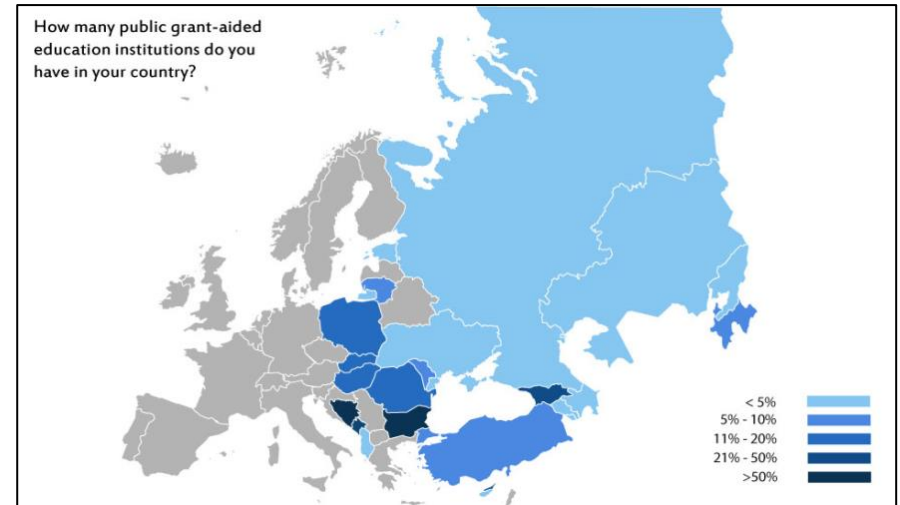 How many public grant-aided
education institutions do you
have in your country?
< 5%
5% - 10%
11% - 20%
21% - 50%
>50%